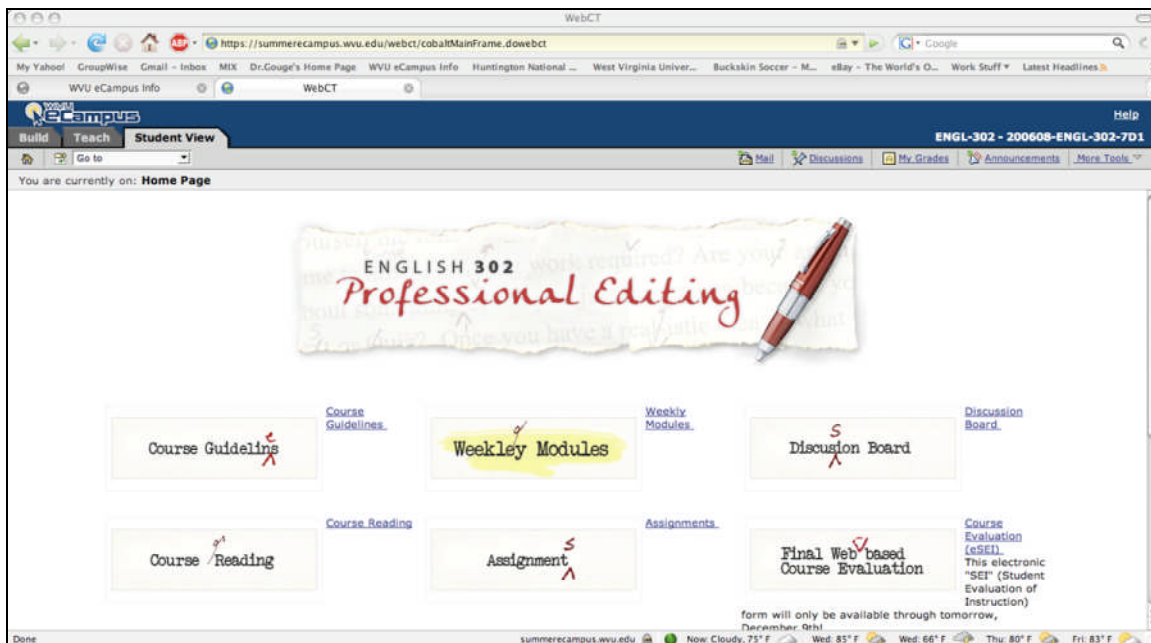 WebCT
https://summerecampus.wvu.edu/webct/cobaltMainFrame.dowebct
Google
My Yahoo! GroupWise Gmail - Inbox MIX Dr.Gouge's Home Page WVU eCampus Info Huntington National ... West Virginia Univer... Buckskin Soccer - M... eBay - The World's O... Work Stuff Latest Headlines
WVU eCampus Info WebCT
WVU eCampus Help
Build Teach Student View ENGL-302 - 200608-ENGL-302-7D1
Go to Mail Discussions My Grades Announcements More Tools
You are currently on: Home Page
ENGLISH 302
Professional Editing
Course Guidelins
e
Course
Guidelines
Weekley Modules
Weekly
Modules
Discusion Board
s
Discussion
Board
Course Reading
Course Reading
Assignment
s
Assignments
Final Web based
Course Evaluation
Course
Evaluation
(eSEI)
This electronic
"SEI" (Student
Evaluation of
Instruction)
form will only be available through tomorrow,
December 9th!
Done summerecampus.wvu.edu Now: Cloudy, 75° F Wed: 85° F Wed: 66° F Thu: 80° F Fri: 83° F